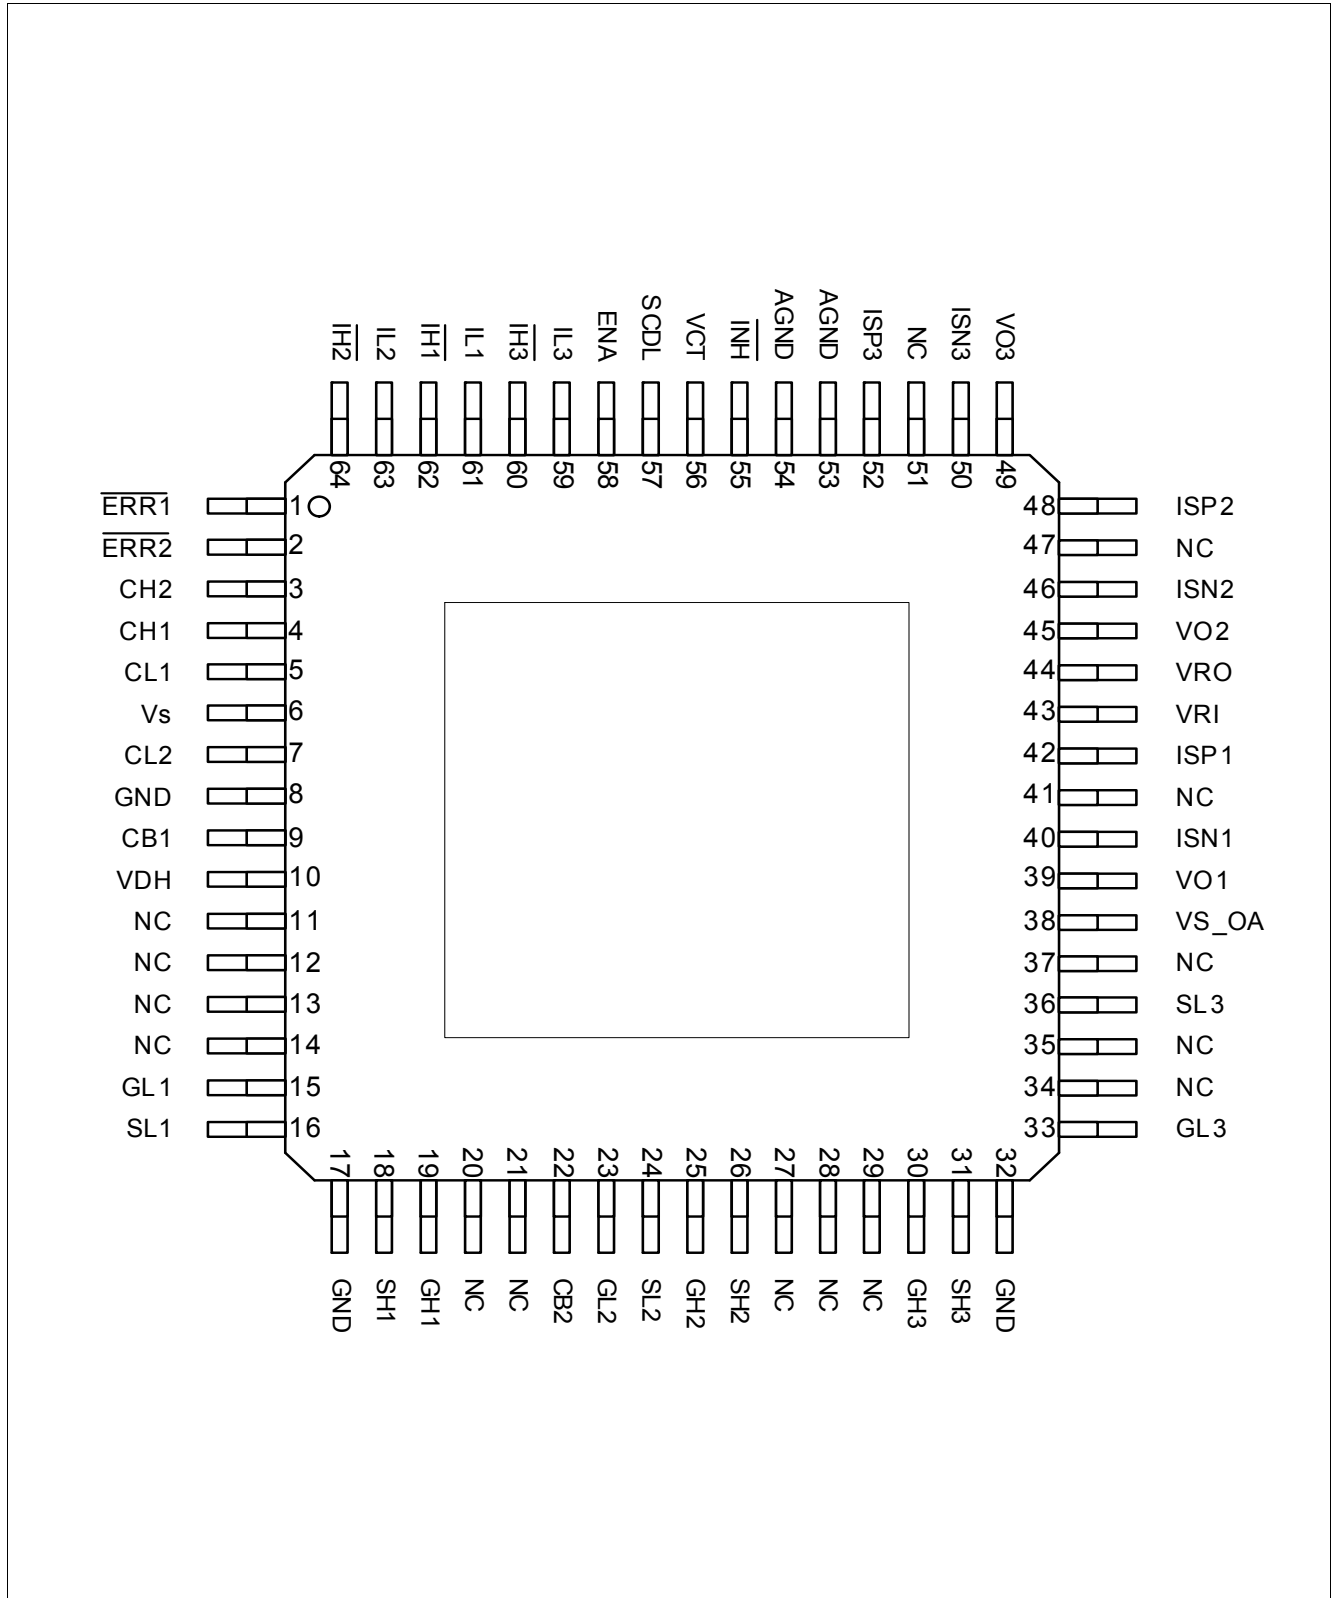 IH2 IL2 IH1 IL1 IH3 IL3 ENA SCDL VCT INH AGND AGND ISP3 NC ISN3 VO3
64 63 62 61 60 59 58 57 56 55 54 53 52 51 50 49
ERR1 1 48 ISP2
ERR2 2 47 NC
CH2 3 46 ISN2
CH1 4 45 VO2
CL1 5 44 VRO
Vs 6 43 VRI
CL2 7 42 ISP1
GND 8 41 NC
CB1 9 40 ISN1
VDH 10 39 VO1
NC 11 38 VS_OA
NC 12 37 NC
NC 13 36 SL3
NC 14 35 NC
GL1 15 34 NC
SL1 16 33 GL3
17 18 19 20 21 22 23 24 25 26 27 28 29 30 31 32
GND SH1 GH1 NC NC CB2 GL2 SL2 GH2 SH2 NC NC NC GH3 SH3 GND